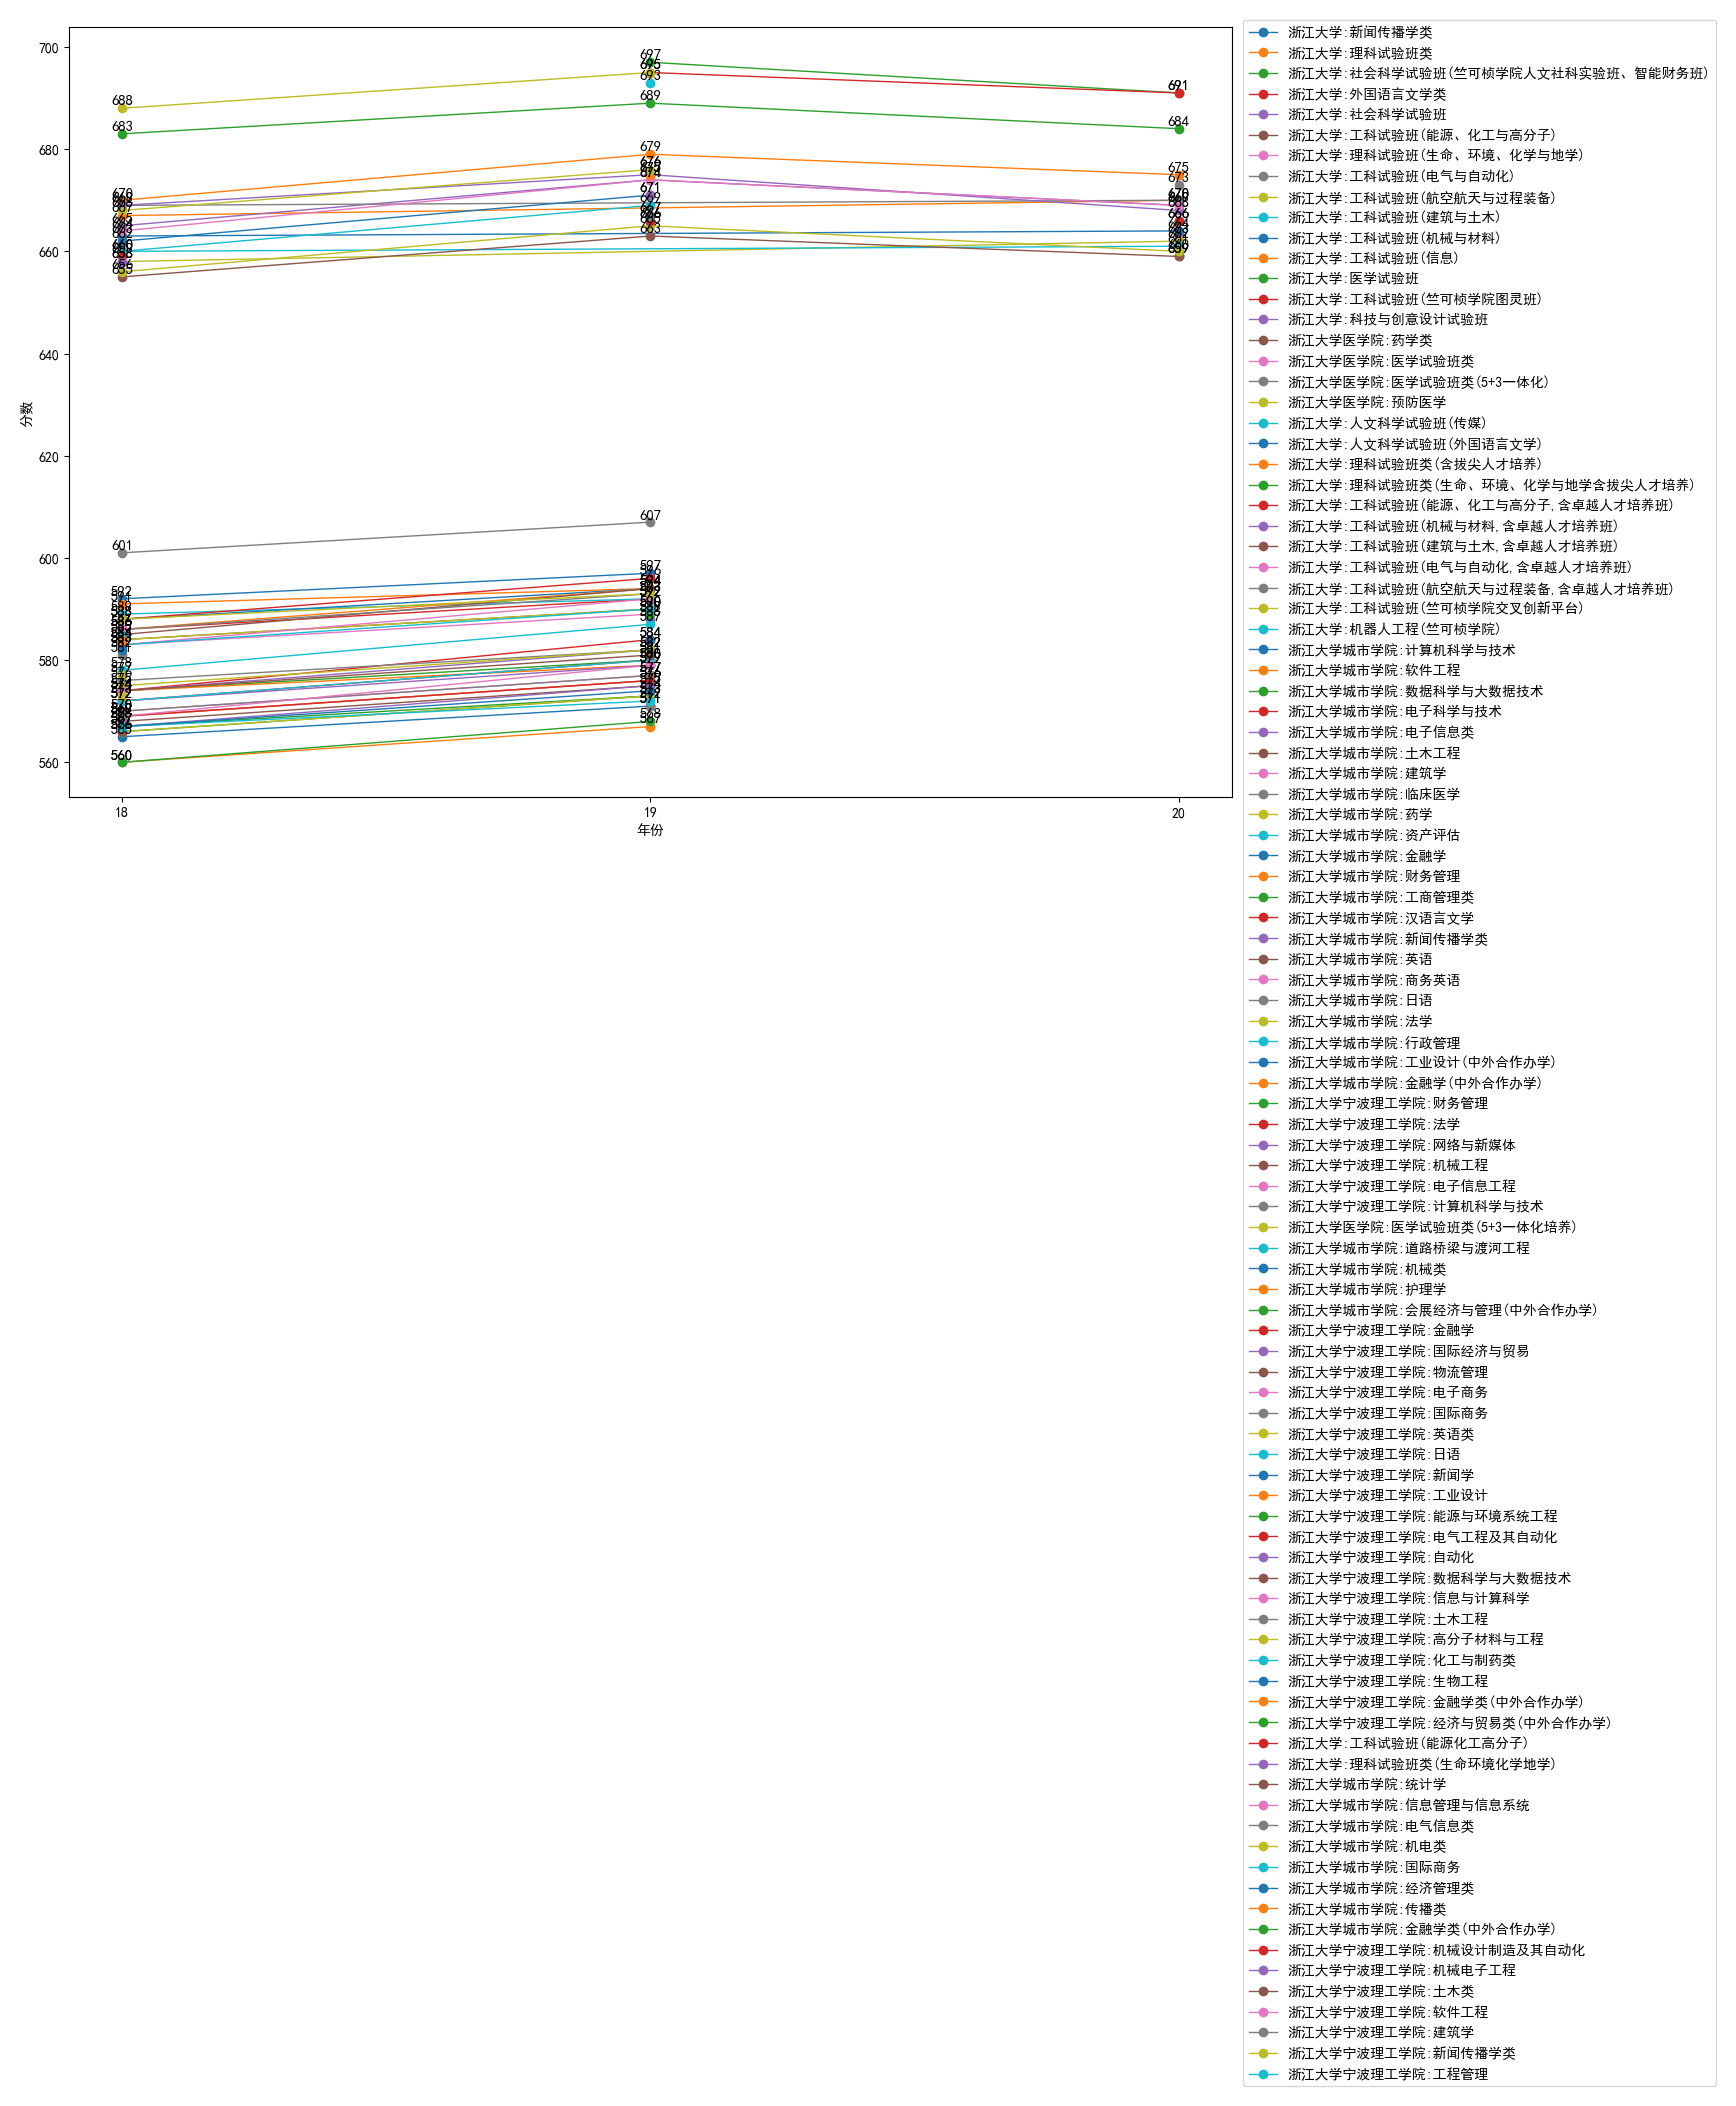 700
680
660
640
620
600
580
560
分数
18
19
20
年份
688
683
670
601
592
578
560
697
695
693
689
679
676
607
597
587
584
691
684
675
673
浙江大学:新闻传播学类
浙江大学:理科试验班类
浙江大学:社会科学试验班(竺可桢学院人文社科实验班、智能财务班)
浙江大学:外国语言文学类
浙江大学:社会科学试验班
浙江大学:工科试验班(能源、化工与高分子)
浙江大学:理科试验班(生命、环境、化学与地学)
浙江大学:工科试验班(电气与自动化)
浙江大学:工科试验班(航空航天与过程装备)
浙江大学:工科试验班(建筑与土木)
浙江大学:工科试验班(机械与材料)
浙江大学:工科试验班(信息)
浙江大学:医学试验班
浙江大学:工科试验班(竺可桢学院图灵班)
浙江大学:科技与创意设计试验班
浙江大学医学院:药学类
浙江大学医学院:医学试验班类
浙江大学医学院:医学试验班类(5+3一体化)
浙江大学医学院:预防医学
浙江大学:人文科学试验班(传媒)
浙江大学:人文科学试验班(外国语言文学)
浙江大学:理科试验班类(含拔尖人才培养)
浙江大学:理科试验班类(生命、环境、化学与地学含拔尖人才培养)
浙江大学:工科试验班(能源、化工与高分子,含卓越人才培养班)
浙江大学:工科试验班(机械与材料,含卓越人才培养班)
浙江大学:工科试验班(建筑与土木,含卓越人才培养班)
浙江大学:工科试验班(电气与自动化,含卓越人才培养班)
浙江大学:工科试验班(航空航天与过程装备,含卓越人才培养班)
浙江大学:工科试验班(竺可桢学院交叉创新平台)
浙江大学:机器人工程(竺可桢学院)
浙江大学城市学院:计算机科学与技术
浙江大学城市学院:软件工程
浙江大学城市学院:数据科学与大数据技术
浙江大学城市学院:电子科学与技术
浙江大学城市学院:电子信息类
浙江大学城市学院:土木工程
浙江大学城市学院:建筑学
浙江大学城市学院:临床医学
浙江大学城市学院:药学
浙江大学城市学院:资产评估
浙江大学城市学院:金融学
浙江大学城市学院:财务管理
浙江大学城市学院:工商管理类
浙江大学城市学院:汉语言文学
浙江大学城市学院:新闻传播学类
浙江大学城市学院:英语
浙江大学城市学院:商务英语
浙江大学城市学院:日语
浙江大学城市学院:法学
浙江大学城市学院:行政管理
浙江大学城市学院:工业设计(中外合作办学)
浙江大学城市学院:金融学(中外合作办学)
浙江大学宁波理工学院:财务管理
浙江大学宁波理工学院:法学
浙江大学宁波理工学院:网络与新媒体
浙江大学宁波理工学院:机械工程
浙江大学宁波理工学院:电子信息工程
浙江大学宁波理工学院:计算机科学与技术
浙江大学医学院:医学试验班类(5+3一体化培养)
浙江大学城市学院:道路桥梁与渡河工程
浙江大学城市学院:机械类
浙江大学城市学院:护理学
浙江大学城市学院:会展经济与管理(中外合作办学)
浙江大学宁波理工学院:金融学
浙江大学宁波理工学院:国际经济与贸易
浙江大学宁波理工学院:物流管理
浙江大学宁波理工学院:电子商务
浙江大学宁波理工学院:国际商务
浙江大学宁波理工学院:英语类
浙江大学宁波理工学院:日语
浙江大学宁波理工学院:新闻学
浙江大学宁波理工学院:工业设计
浙江大学宁波理工学院:能源与环境系统工程
浙江大学宁波理工学院:电气工程及其自动化
浙江大学宁波理工学院:自动化
浙江大学宁波理工学院:数据科学与大数据技术
浙江大学宁波理工学院:信息与计算科学
浙江大学宁波理工学院:土木工程
浙江大学宁波理工学院:高分子材料与工程
浙江大学宁波理工学院:化工与制药类
浙江大学宁波理工学院:生物工程
浙江大学宁波理工学院:金融学类(中外合作办学)
浙江大学宁波理工学院:经济与贸易类(中外合作办学)
浙江大学:工科试验班(能源化工高分子)
浙江大学:理科试验班类(生命环境化学地学)
浙江大学城市学院:统计学
浙江大学城市学院:信息管理与信息系统
浙江大学城市学院:电气信息类
浙江大学城市学院:机电类
浙江大学城市学院:国际商务
浙江大学城市学院:经济管理类
浙江大学城市学院:传播类
浙江大学城市学院:金融学类(中外合作办学)
浙江大学宁波理工学院:机械设计制造及其自动化
浙江大学宁波理工学院:机械电子工程
浙江大学宁波理工学院:土木类
浙江大学宁波理工学院:软件工程
浙江大学宁波理工学院:建筑学
浙江大学宁波理工学院:新闻传播学类
浙江大学宁波理工学院:工程管理